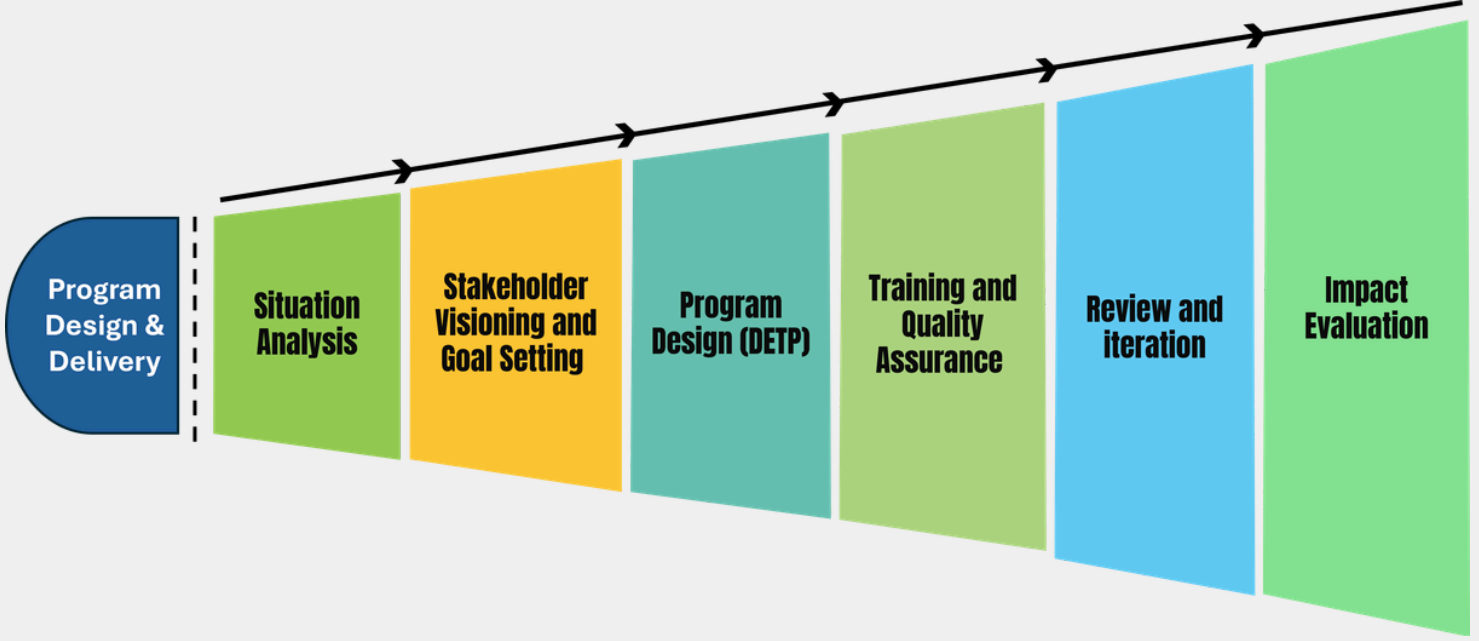 Program
Design &
Delivery
Situation
Analysis
Stakeholder
Visioning and
Goal Setting
Program
Design (DETP)
Training and
Quality
Assurance
Review and
iteration
Impact
Evaluation